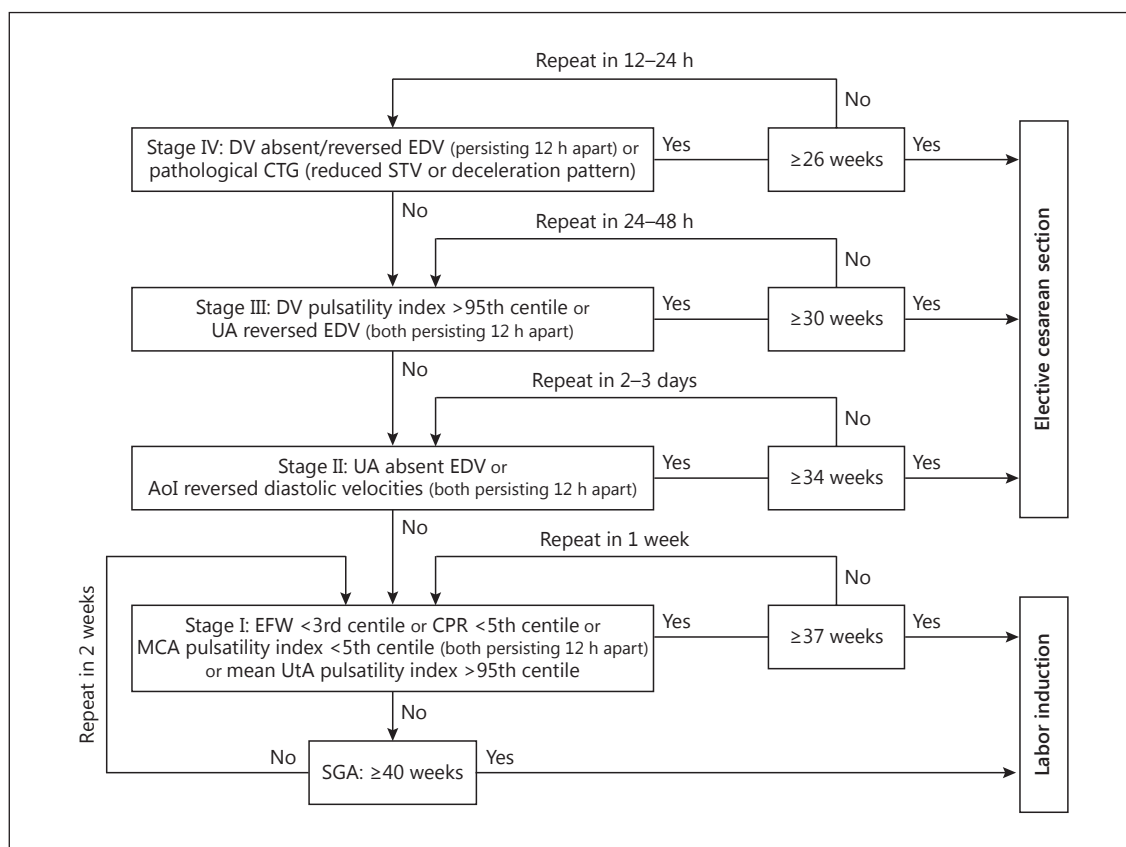 Repeat in 12–24 h
No
Stage IV: DV absent/reversed EDV (persisting 12 h apart) or
pathological CTG (reduced STV or deceleration pattern)
Yes
≥26 weeks
Yes
No
Repeat in 24–48 h
No
Stage III: DV pulsatility index >95th centile or
UA reversed EDV (both persisting 12 h apart)
Yes
≥30 weeks
Yes
No
Repeat in 2–3 days
No
Stage II: UA absent EDV or
AoI reversed diastolic velocities (both persisting 12 h apart)
Yes
≥34 weeks
Yes
Elective cesarean section
No
Repeat in 1 week
No
Stage I: EFW <3rd centile or CPR <5th centile or
MCA pulsatility index <5th centile (both persisting 12 h apart)
or mean UtA pulsatility index >95th centile
Yes
≥37 weeks
Yes
No
Repeat in 2 weeks
No
SGA: ≥40 weeks
Yes
Labor induction